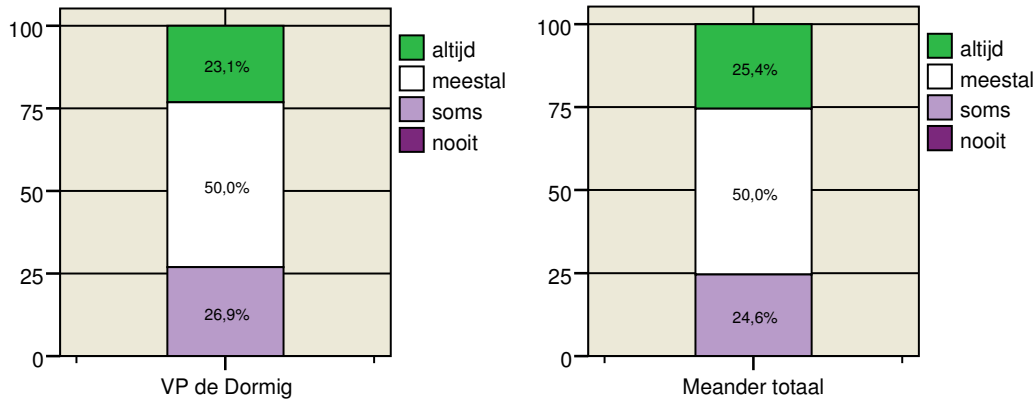 100
75
50
25
0
23,1%
50,0%
26,9%
VP de Dormig
altijd
meestal
soms
nooit
100
75
50
25
0
25,4%
50,0%
24,6%
Meander totaal
altijd
meestal
soms
nooit